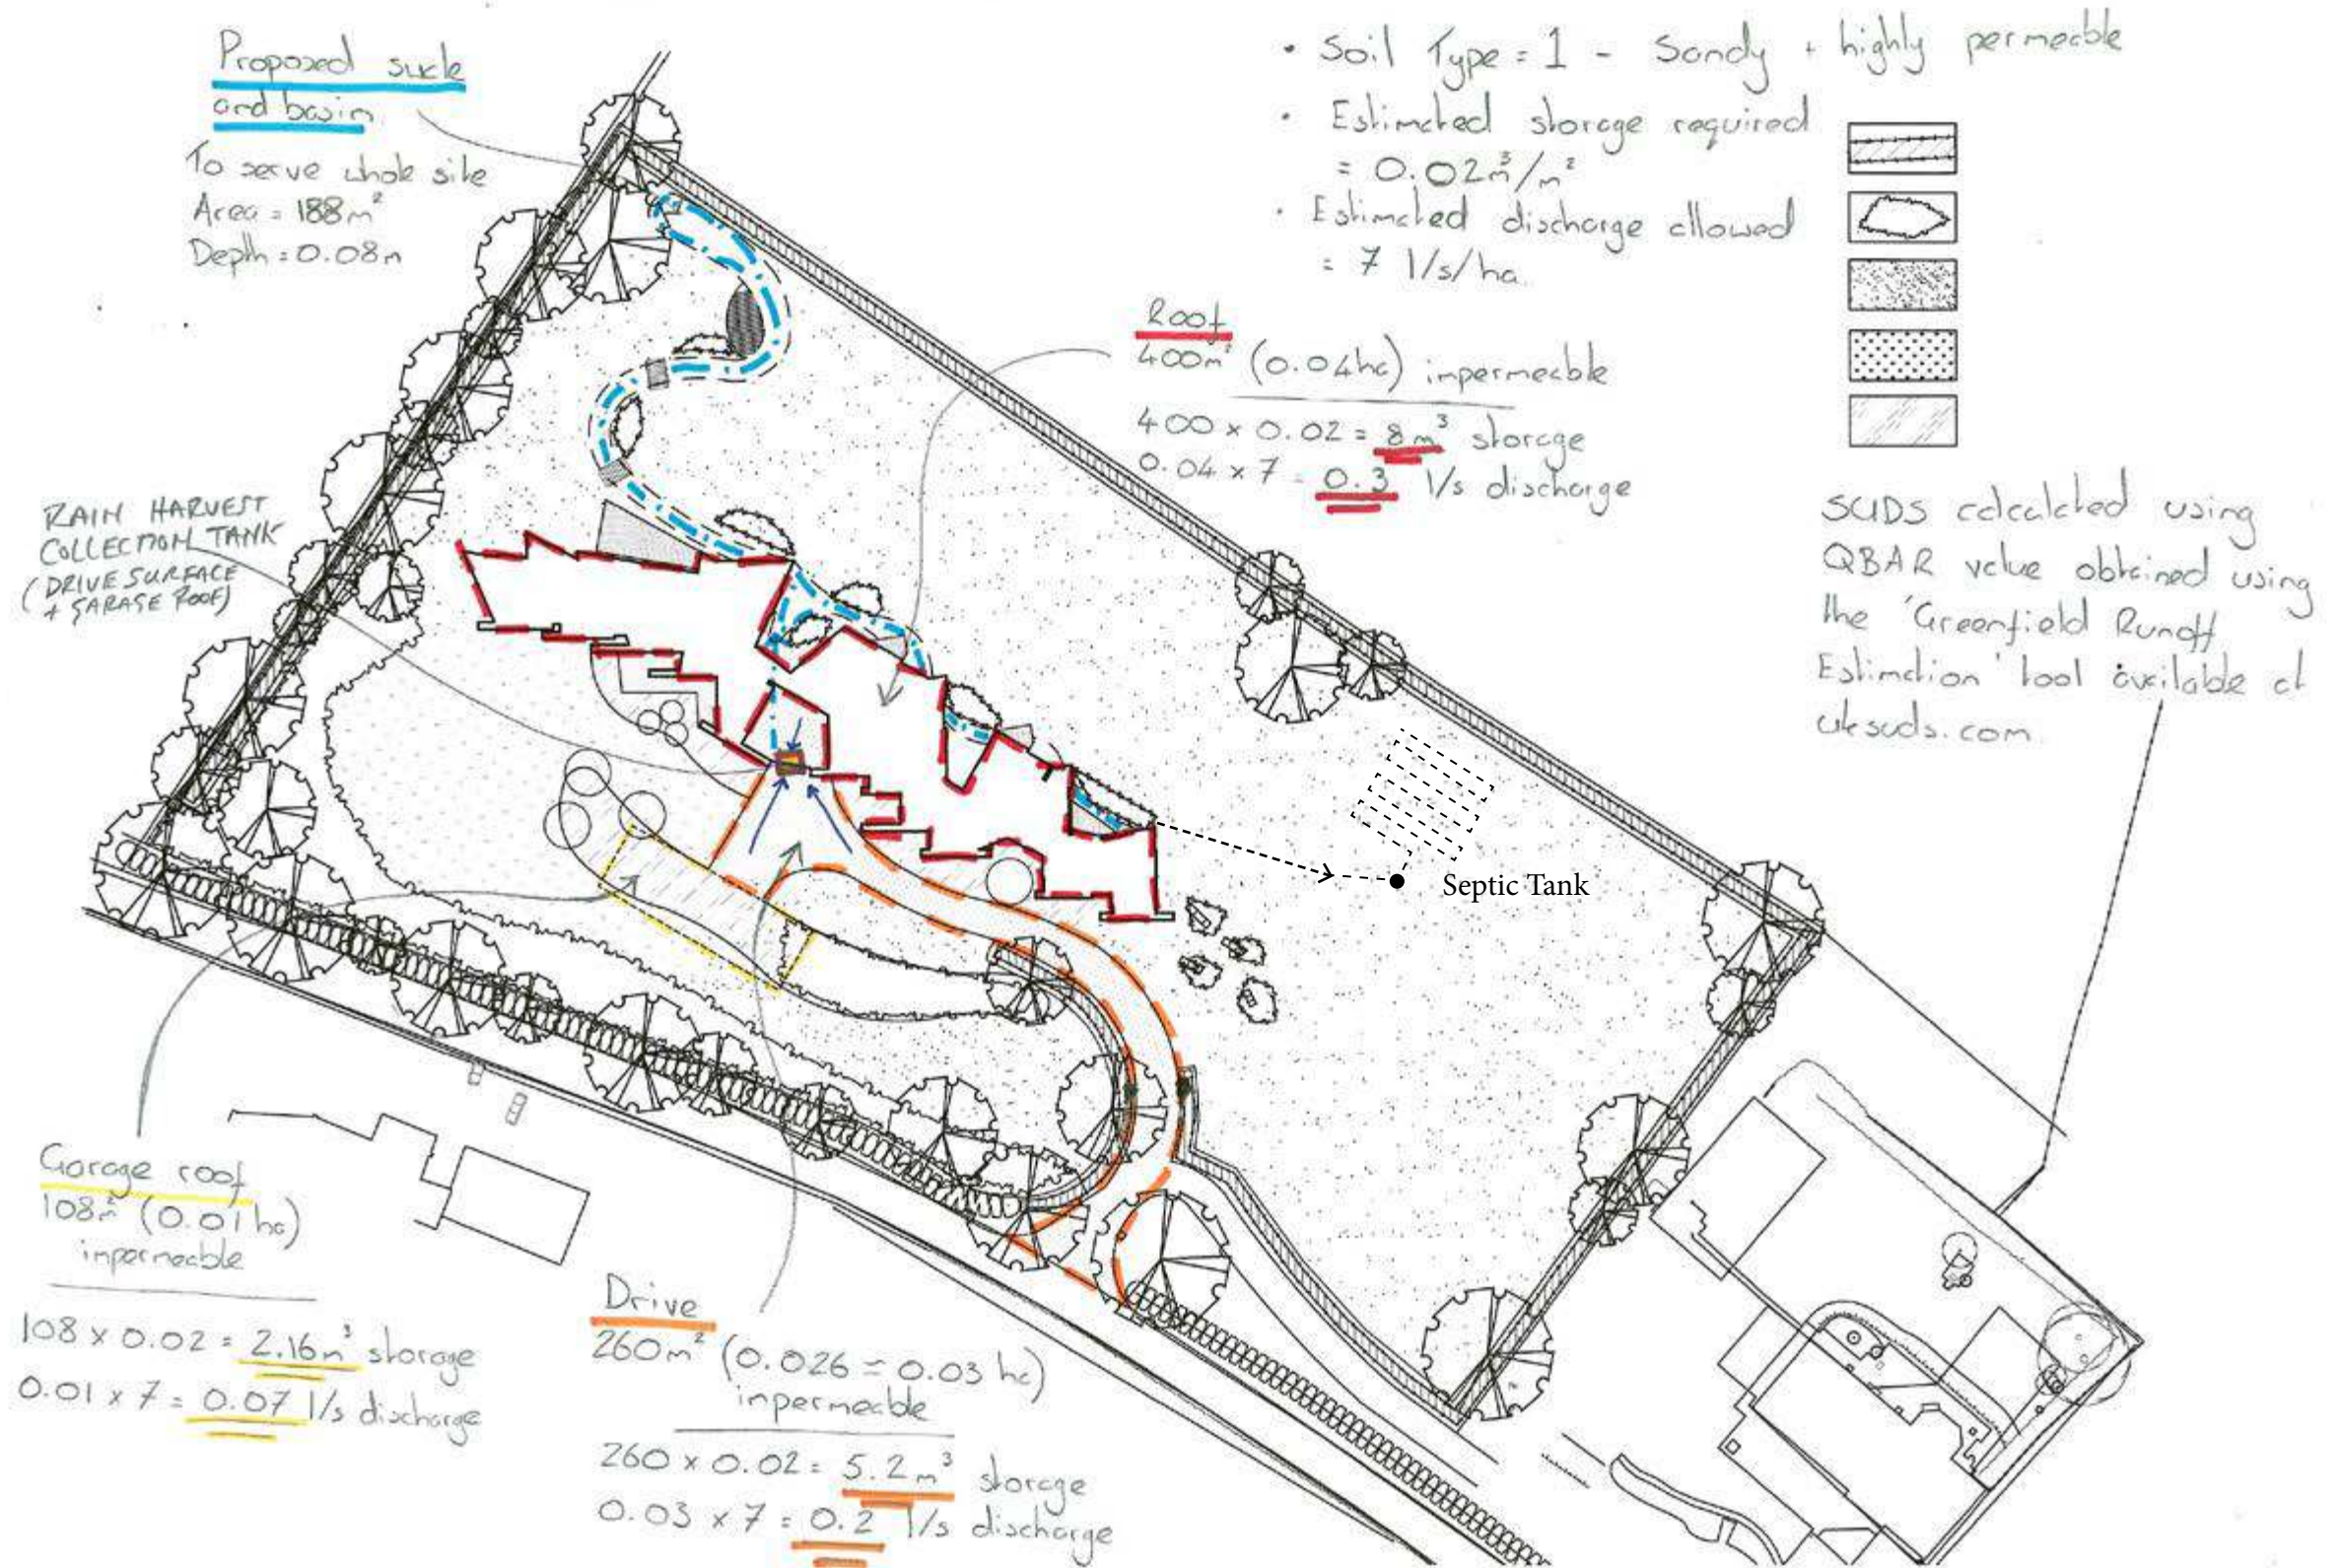 Proposed swale
and basin.
To serve whole site
Area = 188m²
Depth = 0.08m
• Soil Type = 1 - Sandy + highly permeable
• Estimated storage required
= 0.02m³/m²
• Estimated discharge allowed
= 7 l/s/ha.
Roof
400m² (0.04ha) impermeable
400 x 0.02 = 8m³ storage
0.04 x 7 = 0.3 l/s discharge
RAIN HARVEST
COLLECTION TANK
(DRIVE SURFACE
+ GARAGE ROOF)
SUDS calculated using
QBAR value obtained using
the 'Greenfield Runoff
Estimation' tool available at
uksuds.com
Septic Tank
Garage roof
108m² (0.01 ha)
impermeable
108 x 0.02 = 2.16m³ storage
0.01 x 7 = 0.07 l/s discharge
Drive
260m² (0.026 = 0.03 ha)
impermeable
260 x 0.02 = 5.2m³ storage
0.03 x 7 = 0.2 l/s discharge